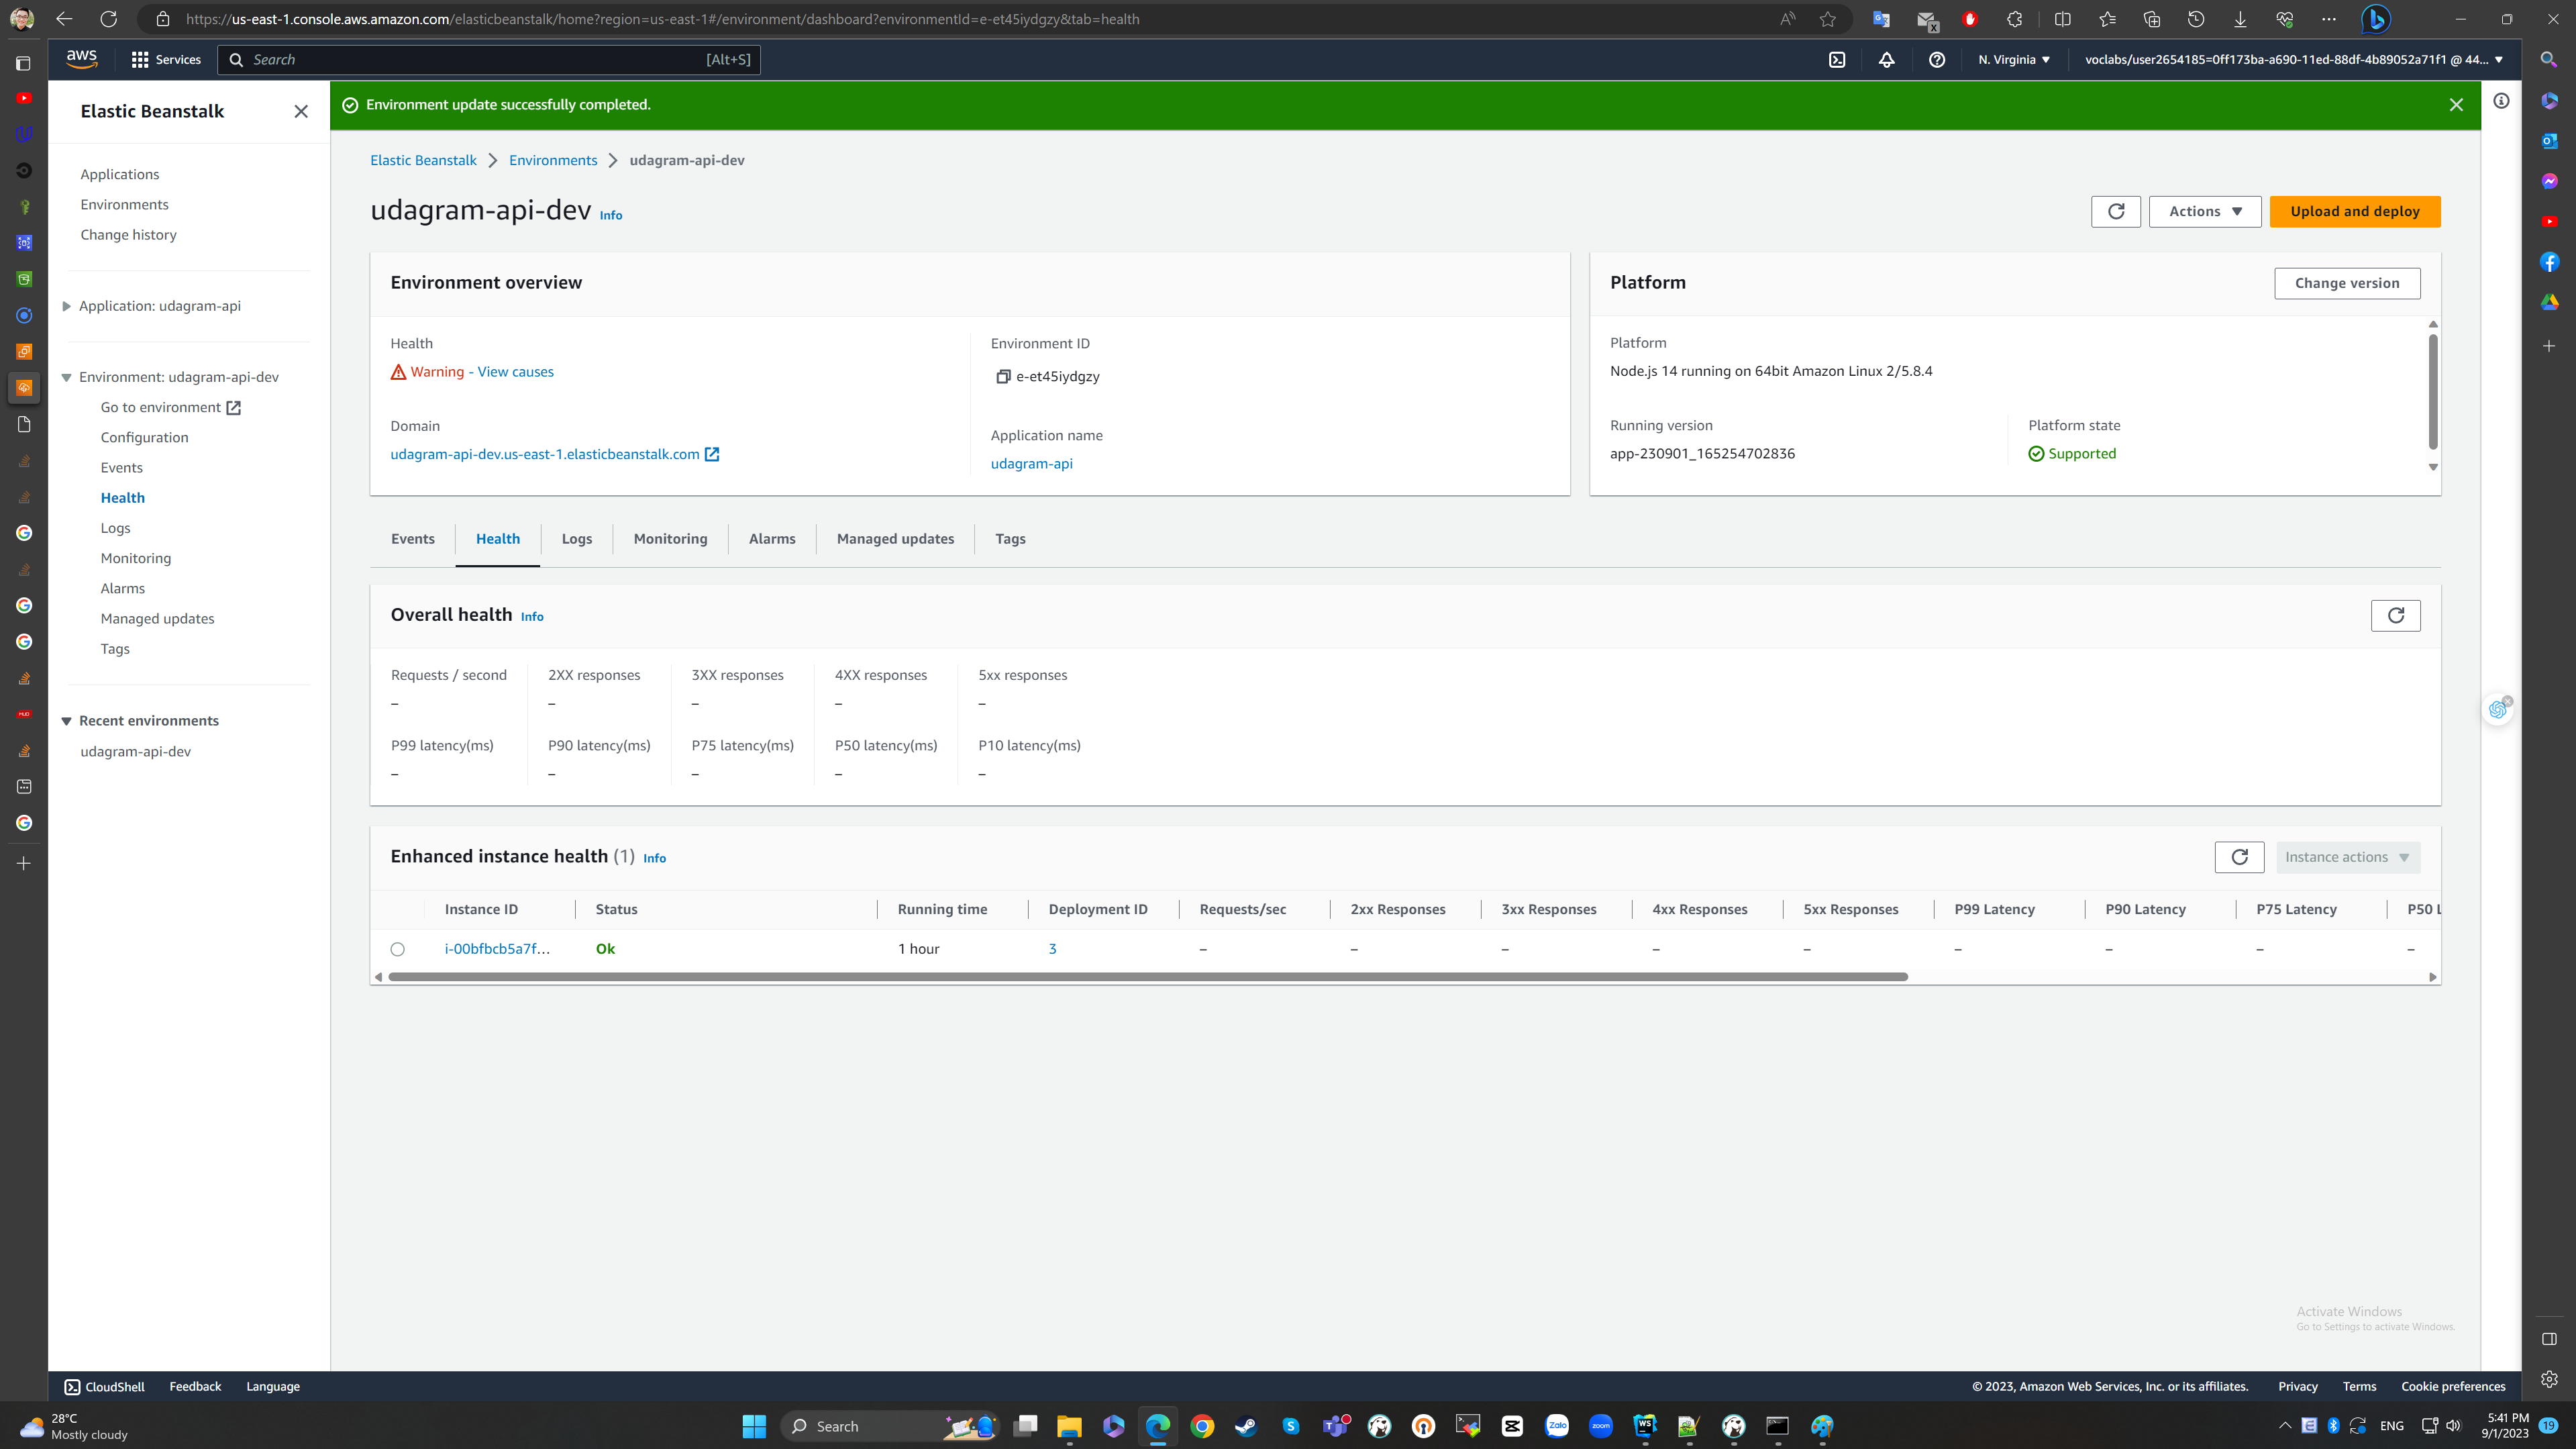 https://us-east-1.console.aws.amazon.com/elasticbeanstalk/home?region=us-east-1#/environment/dashboard?environmentId=e-et45iydgzy&tab=health
aws
Services
Search
[Alt+S]
N. Virginia
voclabs/user2654185=0ff173ba-a690-11ed-88df-4b89052a71f1 @ 44...
Elastic Beanstalk
Applications
Environments
Change history
Application: udagram-api
Environment: udagram-api-dev
Go to environment
Configuration
Events
Health
Logs
Monitoring
Alarms
Managed updates
Tags
Recent environments
udagram-api-dev
Environment update successfully completed.
Elastic Beanstalk
Environments
udagram-api-dev
udagram-api-dev Info
Actions
Upload and deploy
Environment overview
Health
Warning - View causes
Domain
udagram-api-dev.us-east-1.elasticbeanstalk.com
Environment ID
e-et45iydgzy
Application name
udagram-api
Platform
Change version
Platform
Node.js 14 running on 64bit Amazon Linux 2/5.8.4
Running version
app-230901_165254702836
Platform state
Supported
Events
Health
Logs
Monitoring
Alarms
Managed updates
Tags
Overall health Info
Requests / second
2XX responses
3XX responses
4XX responses
5xx responses
–
–
–
–
–
P99 latency(ms)
P90 latency(ms)
P75 latency(ms)
P50 latency(ms)
P10 latency(ms)
–
–
–
–
–
Enhanced instance health (1) Info
Instance actions
Instance ID
Status
Running time
Deployment ID
Requests/sec
2xx Responses
3xx Responses
4xx Responses
5xx Responses
P99 Latency
P90 Latency
P75 Latency
P50 L
i-00bfbcb5a7f...
Ok
1 hour
3
–
–
–
–
–
–
–
–
–
Activate Windows
Go to Settings to activate Windows.
CloudShell
Feedback
Language
© 2023, Amazon Web Services, Inc. or its affiliates.
Privacy
Terms
Cookie preferences
28°C
Mostly cloudy
Search
Zalo
zoom
WS
ENG
5:41 PM
9/1/2023
19